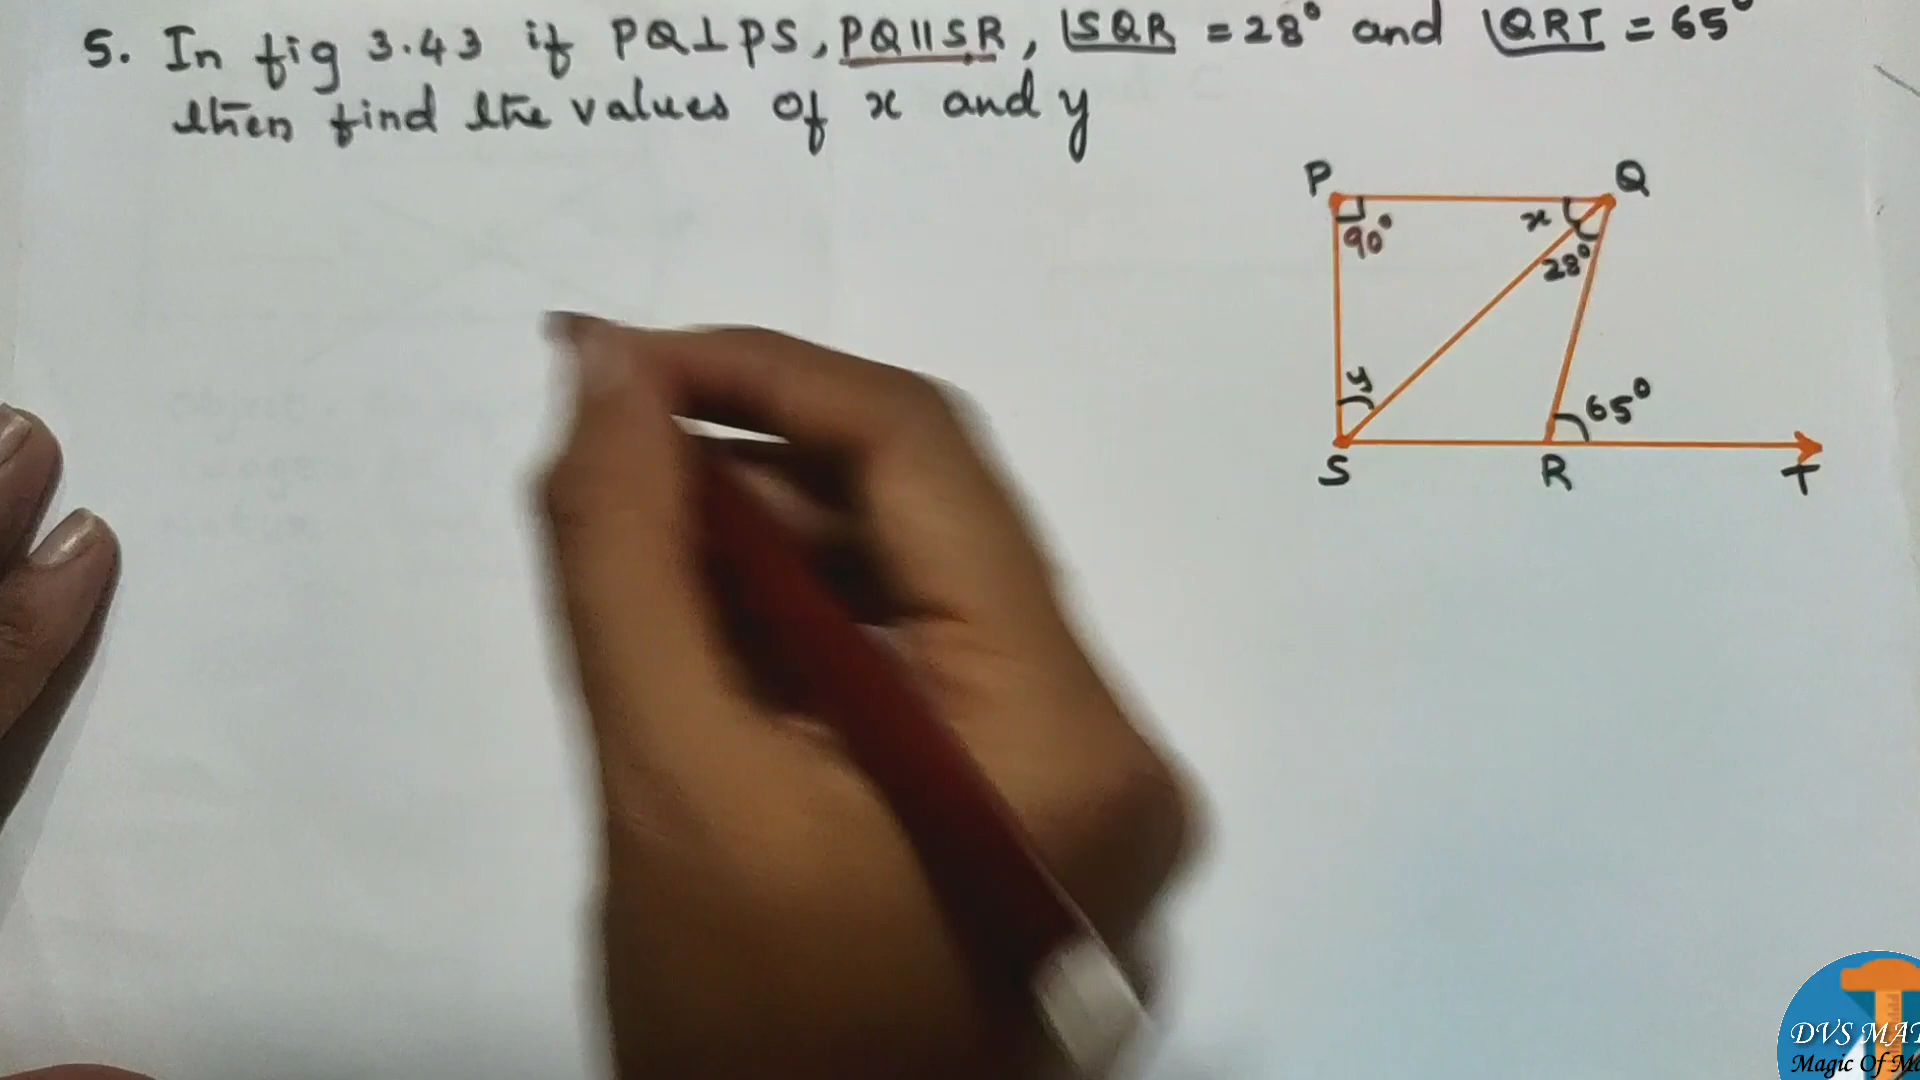 5. In fig 3.43 if PQ⊥PS, PQ||SR, ∠SQR = 28° and ∠QRT = 65°
then find the values of x and y
P
Q
90°
x
28°
y
65°
S
R
T
DVS MAT
Magic Of Ma